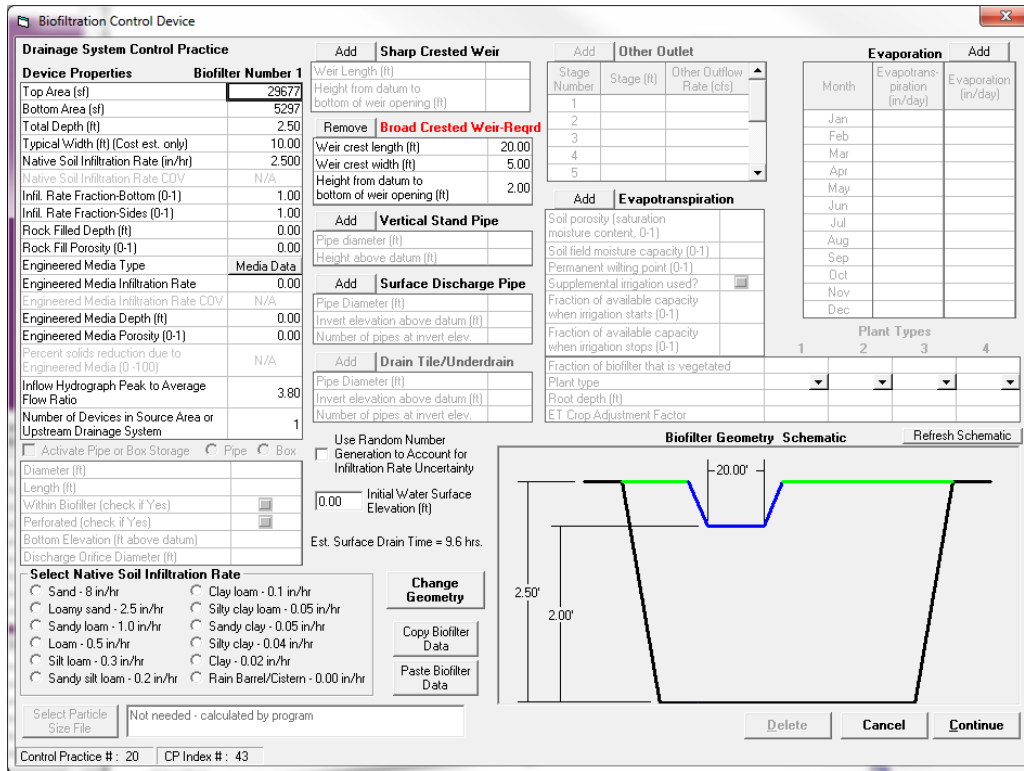 Biofiltration Control Device
Drainage System Control Practice
Device Properties Biofilter Number 1
Top Area (sf) 29677
Bottom Area (sf) 5297
Total Depth (ft) 2.50
Typical Width (ft) (Cost est. only) 10.00
Native Soil Infiltration Rate (in/hr) 2.500
Native Soil Infiltration Rate COV N/A
Infil. Rate Fraction-Bottom (0-1) 1.00
Infil. Rate Fraction-Sides (0-1) 1.00
Rock Filled Depth (ft) 0.00
Rock Fill Porosity (0-1) 0.00
Engineered Media Type Media Data
Engineered Media Infiltration Rate 0.00
Engineered Media Infiltration Rate COV N/A
Engineered Media Depth (ft) 0.00
Engineered Media Porosity (0-1) 0.00
Percent solids reduction due to
Engineered Media (0 -100) N/A
Inflow Hydrograph Peak to Average
Flow Ratio 3.80
Number of Devices in Source Area or
Upstream Drainage System 1
Activate Pipe or Box Storage Pipe Box
Diameter (ft)
Length (ft)
Within Biofilter (check if Yes)
Perforated (check if Yes)
Bottom Elevation (ft above datum)
Discharge Orifice Diameter (ft)
Select Native Soil Infiltration Rate
Sand - 8 in/hr Clay loam - 0.1 in/hr
Loamy sand - 2.5 in/hr Silty clay loam - 0.05 in/hr
Sandy loam - 1.0 in/hr Sandy clay - 0.05 in/hr
Loam - 0.5 in/hr Silty clay - 0.04 in/hr
Silt loam - 0.3 in/hr Clay - 0.02 in/hr
Sandy silt loam - 0.2 in/hr Rain Barrel/Cistern - 0.00 in/hr
Select Particle
Size File
Not needed - calculated by program
Control Practice # : 20 CP Index # : 43
Add Sharp Crested Weir
Weir Length (ft)
Height from datum to
bottom of weir opening (ft)
Remove Broad Crested Weir-Reqrd
Weir crest length (ft) 20.00
Weir crest width (ft) 5.00
Height from datum to
bottom of weir opening (ft) 2.00
Add Vertical Stand Pipe
Pipe diameter (ft)
Height above datum (ft)
Add Surface Discharge Pipe
Pipe Diameter (ft)
Invert elevation above datum (ft)
Number of pipes at invert elev.
Add Drain Tile/Underdrain
Pipe Diameter (ft)
Invert elevation above datum (ft)
Number of pipes at invert elev.
Use Random Number
Generation to Account for
Infiltration Rate Uncertainty
0.00 Initial Water Surface
Elevation (ft)
Est. Surface Drain Time = 9.6 hrs.
Change
Geometry
Copy Biofilter
Data
Paste Biofilter
Data
Add Other Outlet
Stage
Number Stage (ft) Other Outflow
Rate (cfs)
1
2
3
4
5
Add Evapotranspiration
Soil porosity (saturation
moisture content, 0-1)
Soil field moisture capacity (0-1)
Permanent wilting point (0-1)
Supplemental irrigation used?
Fraction of available capacity
when irrigation starts (0-1)
Fraction of available capacity
when irrigation stops (0-1)
Fraction of biofilter that is vegetated
Plant type
Root depth (ft)
ET Crop Adjustment Factor
Evaporation Add
Month Evapotrans-
piration
(in/day) Evaporation
(in/day)
Jan
Feb
Mar
Apr
May
Jun
Jul
Aug
Sep
Oct
Nov
Dec
Plant Types
1 2 3 4
Biofilter Geometry Schematic Refresh Schematic
20.00'
2.50'
2.00'
Delete Cancel Continue